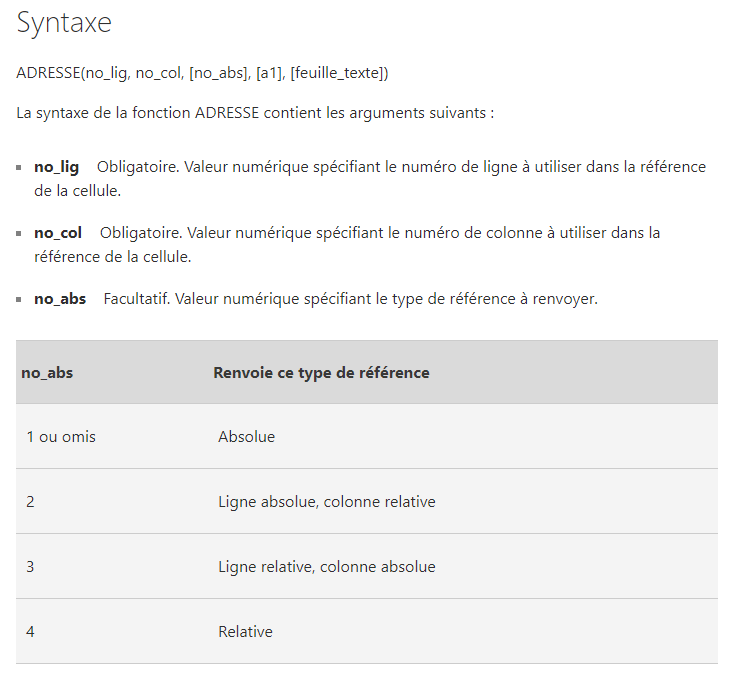 Syntaxe
ADRESSE(no_lig, no_col, [no_abs], [a1], [feuille_texte])
La syntaxe de la fonction ADRESSE contient les arguments suivants :
no_lig Obligatoire. Valeur numérique spécifiant le numéro de ligne à utiliser dans la référence
de la cellule.
no_col Obligatoire. Valeur numérique spécifiant le numéro de colonne à utiliser dans la
référence de la cellule.
no_abs Facultatif. Valeur numérique spécifiant le type de référence à renvoyer.
no_abs Renvoie ce type de référence
1 ou omis Absolue
2 Ligne absolue, colonne relative
3 Ligne relative, colonne absolue
4 Relative